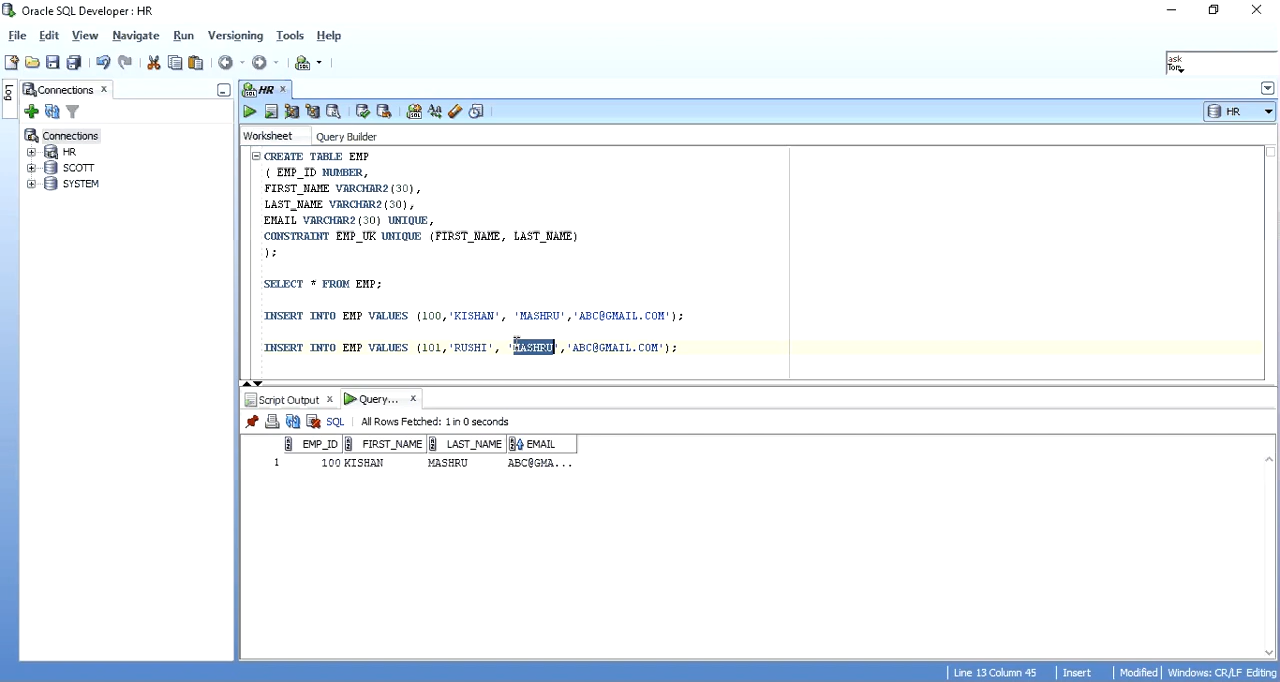 Oracle SQL Developer : HR
File Edit View Navigate Run Versioning Tools Help
ask
Tom
Log
Connections
HR
HR
Connections
HR
SCOTT
SYSTEM
Worksheet Query Builder
CREATE TABLE EMP
( EMP_ID NUMBER,
FIRST_NAME VARCHAR2(30),
LAST_NAME VARCHAR2(30),
EMAIL VARCHAR2(30) UNIQUE,
CONSTRAINT EMP_UK UNIQUE (FIRST_NAME, LAST_NAME)
);
SELECT * FROM EMP;
INSERT INTO EMP VALUES (100,'KISHAN', 'MASHRU','ABC@GMAIL.COM');
INSERT INTO EMP VALUES (101,'RUSHI', 'MASHRU','ABC@GMAIL.COM');
Script Output Query...
SQL All Rows Fetched: 1 in 0 seconds
EMP_ID FIRST_NAME LAST_NAME EMAIL
1 100 KISHAN MASHRU ABC@GMA...
Line 13 Column 45 Insert Modified Windows: CR/LF Editing